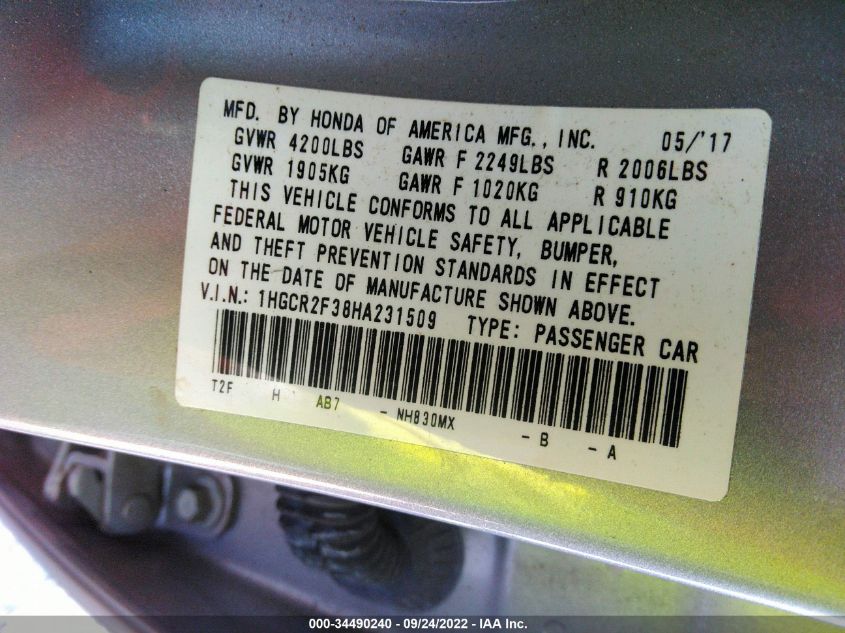 MFD. BY HONDA OF AMERICA MFG., INC. 05/'17
GVWR 4200LBS GAWR F 2249LBS R 2006LBS
GVWR 1905KG GAWR F 1020KG R 910KG
THIS VEHICLE CONFORMS TO ALL APPLICABLE
FEDERAL MOTOR VEHICLE SAFETY, BUMPER,
AND THEFT PREVENTION STANDARDS IN EFFECT
ON THE DATE OF MANUFACTURE SHOWN ABOVE.
V.I.N.: 1HGCR2F38HA231509 TYPE: PASSENGER CAR
T2F H AB7 - NH830MX - B - A
000-34490240 - 09/24/2022 - IAA Inc.